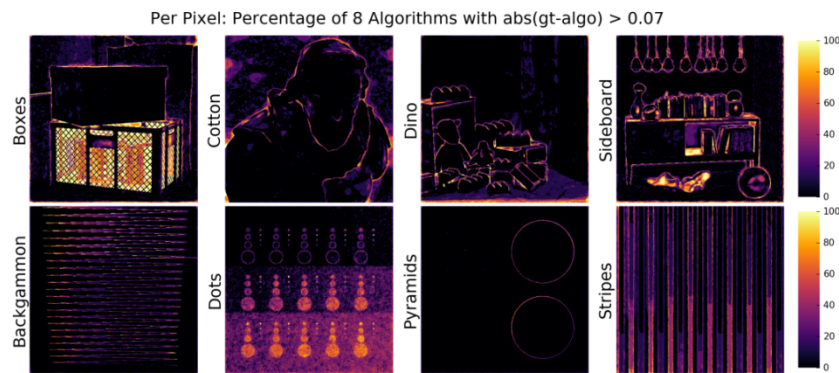 Per Pixel: Percentage of 8 Algorithms with abs(gt-algo) > 0.07
Boxes
Cotton
Dino
Sideboard
100
80
60
40
20
0
Backgammon
Dots
Pyramids
Stripes
100
80
60
40
20
0